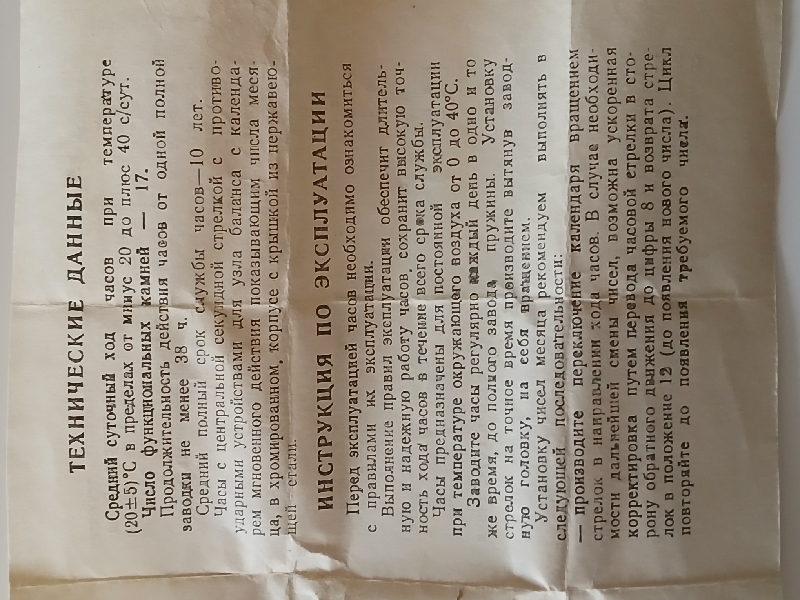 ТЕХНИЧЕСКИЕ ДАННЫЕ
Средний суточный ход часов при температуре
(20±5)°С в пределах от минус 20 до плюс 40 с/сут.
Число функциональных камней — 17.
Продолжительность действия часов от одной полной
заводки не менее 38 ч.
Средний полный срок службы часов—10 лет.
Часы с центральной секундной стрелкой с противо-
ударными устройствами для узла баланса с календа-
рем мгновенного действия показывающим числа меся-
ца, в хромированном, корпусе с крышкой из нержавею-
щей стали.
ИНСТРУКЦИЯ ПО ЭКСПЛУАТАЦИИ
Перед эксплуатацией часов необходимо ознакомиться
с правилами их эксплуатации.
Выполнение правил эксплуатации обеспечит длитель-
ную и надежную работу часов, сохранит высокую точ-
ность хода часов в течение всего срока службы.
Часы предназначены для постоянной эксплуатации
при температуре окружающего воздуха от 0 до 40°С.
Заводите часы регулярно каждый день в одно и то
же время, до полного завода пружины. Установку
стрелок на точное время производите вытянув завод-
ную головку, на себя вращением.
Установку чисел месяца рекомендуем выполнять в
следующей последовательности:
— производите переключение календаря вращением
стрелок в направлении хода часов. В случае необходи-
мости дальнейшей смены чисел, возможна ускоренная
корректировка путем перевода часовой стрелки в сто-
рону обратного движения до цифры 8 и возврата стре-
лок в положение 12 (до появления нового числа). Цикл
повторяйте до появления требуемого числа.